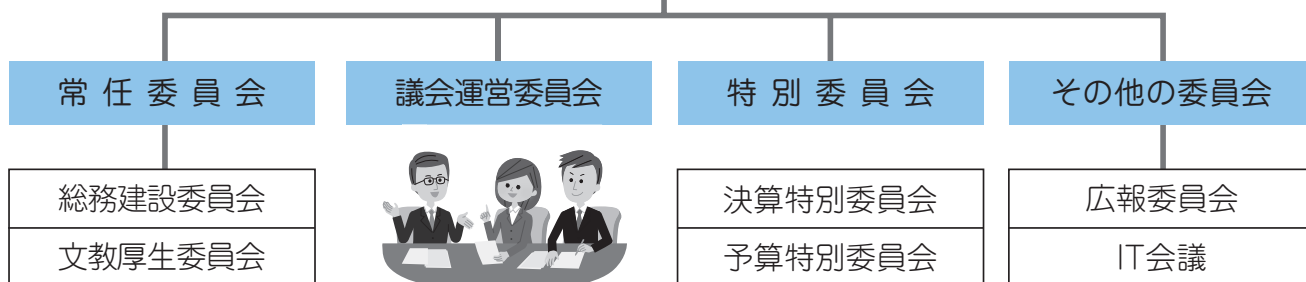 常任委員会
議会運営委員会
特別委員会
その他の委員会
総務建設委員会
文教厚生委員会
決算特別委員会
予算特別委員会
広報委員会
IT会議